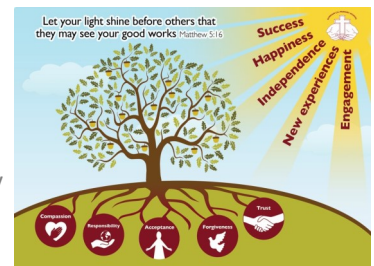 Let your light shine before others that
they may see your good works Matthew 5:16
Success
Happiness
Independence
New experiences
Engagement
Compassion
Responsibility
Acceptance
Forgiveness
Trust